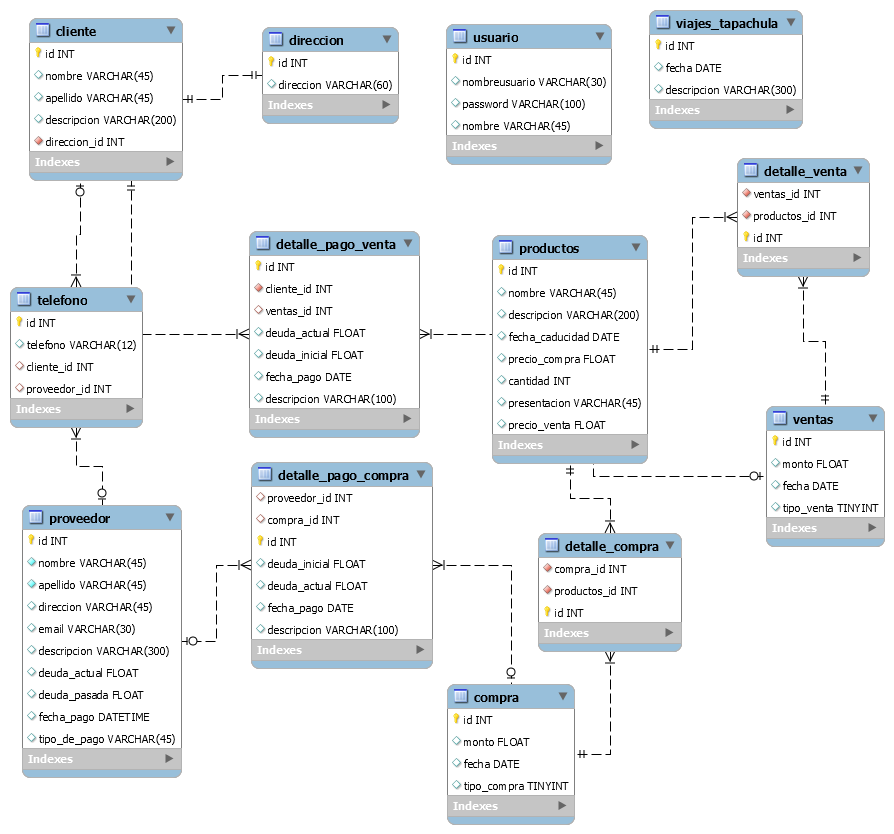 cliente
id INT
nombre VARCHAR(45)
apellido VARCHAR(45)
descripcion VARCHAR(200)
direccion_id INT
Indexes
direccion
id INT
direccion VARCHAR(60)
Indexes
usuario
id INT
nombreusuario VARCHAR(30)
password VARCHAR(100)
nombre VARCHAR(45)
Indexes
viajes_tapachula
id INT
fecha DATE
descripcion VARCHAR(300)
Indexes
detalle_venta
ventas_id INT
productos_id INT
id INT
Indexes
telefono
id INT
telefono VARCHAR(12)
cliente_id INT
proveedor_id INT
Indexes
detalle_pago_venta
id INT
cliente_id INT
ventas_id INT
deuda_actual FLOAT
deuda_inicial FLOAT
fecha_pago DATE
descripcion VARCHAR(100)
Indexes
productos
id INT
nombre VARCHAR(45)
descripcion VARCHAR(200)
fecha_caducidad DATE
precio_compra FLOAT
cantidad INT
presentacion VARCHAR(45)
precio_venta FLOAT
Indexes
ventas
id INT
monto FLOAT
fecha DATE
tipo_venta TINYINT
Indexes
proveedor
id INT
nombre VARCHAR(45)
apellido VARCHAR(45)
direccion VARCHAR(45)
email VARCHAR(30)
descripcion VARCHAR(300)
deuda_actual FLOAT
deuda_pasada FLOAT
fecha_pago DATETIME
tipo_de_pago VARCHAR(45)
Indexes
detalle_pago_compra
proveedor_id INT
compra_id INT
id INT
deuda_inicial FLOAT
deuda_actual FLOAT
fecha_pago DATE
descripcion VARCHAR(100)
Indexes
detalle_compra
compra_id INT
productos_id INT
id INT
Indexes
compra
id INT
monto FLOAT
fecha DATE
tipo_compra TINYINT
Indexes